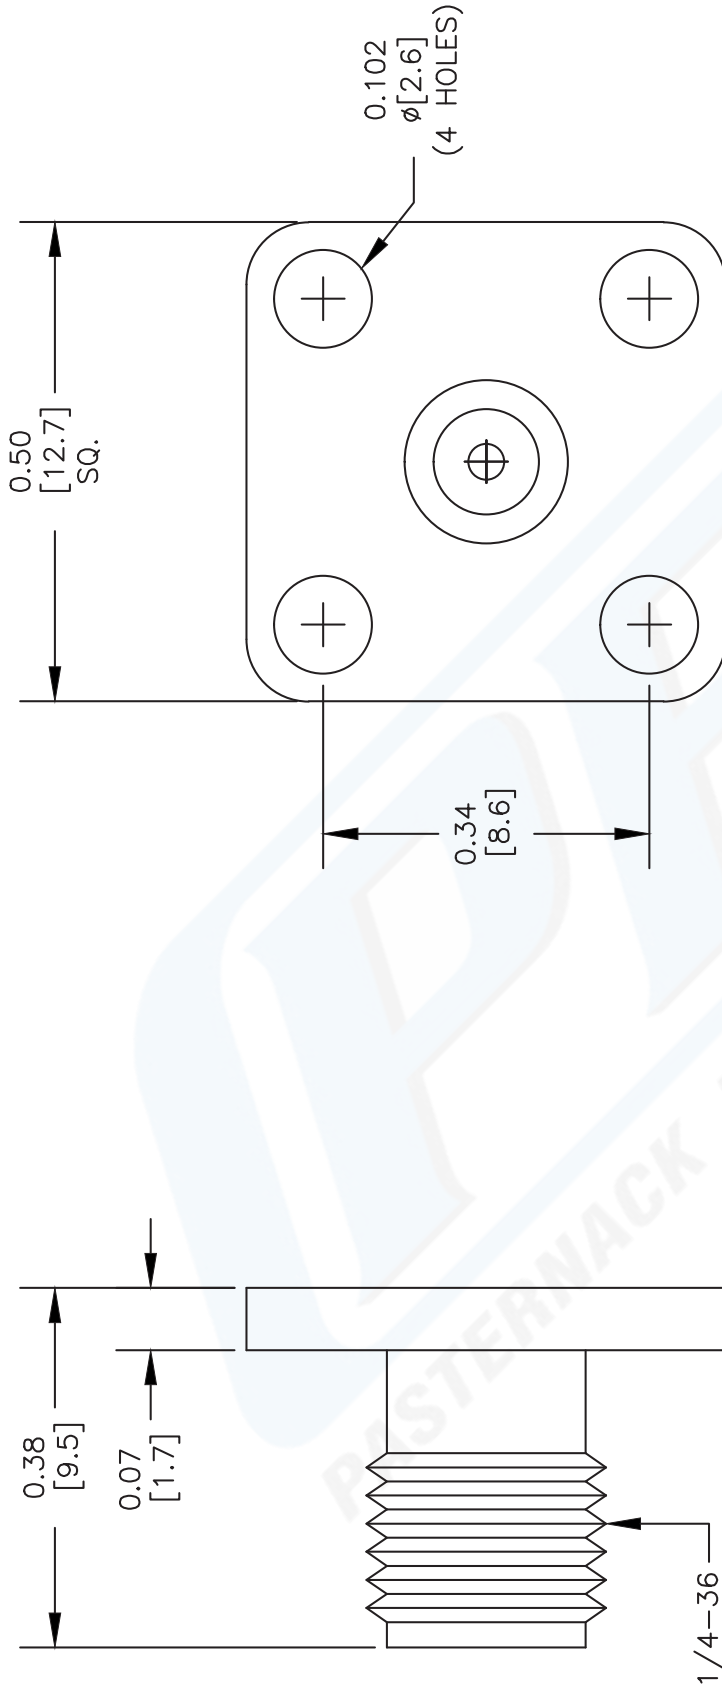 0.38
[9.5]
0.07
[1.7]
1/4-36
0.50
[12.7]
SQ.
0.34
[8.6]
0.102
ø[2.6]
(4 HOLES)
PASTERNACK